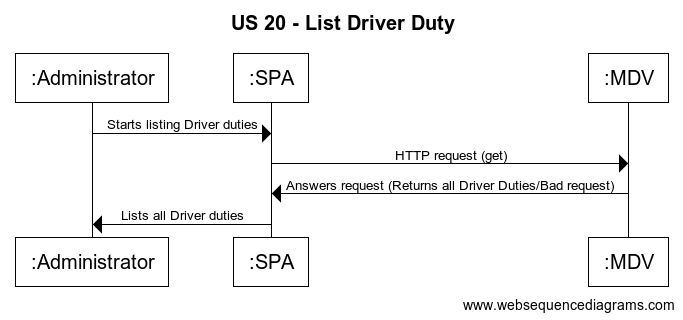 US 20 - List Driver Duty
:Administrator
:SPA
:MDV
Starts listing Driver duties
HTTP request (get)
Answers request (Returns all Driver Duties/Bad request)
Lists all Driver duties
:Administrator
:SPA
:MDV
www.websequencediagrams.com